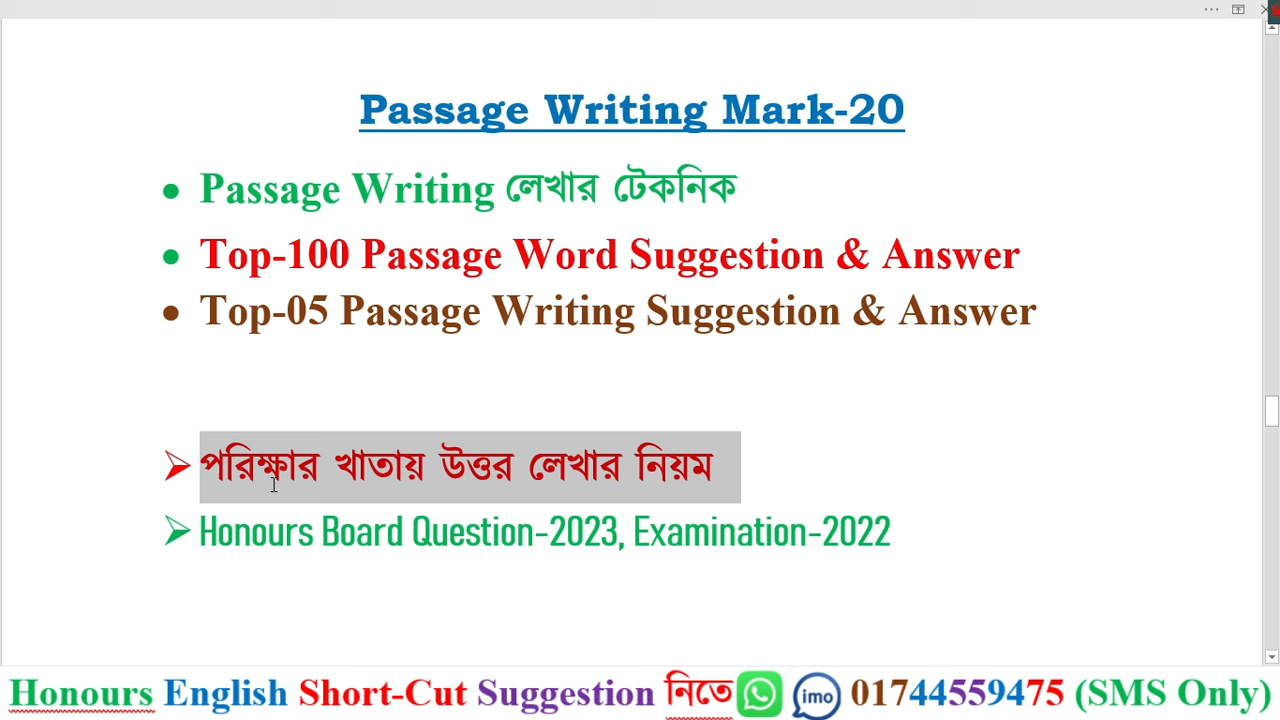 Passage Writing Mark-20
• Passage Writing লেখার টেকনিক
• Top-100 Passage Word Suggestion & Answer
• Top-05 Passage Writing Suggestion & Answer
➢ পরিক্ষার খাতায় উত্তর লেখার নিয়ম
➢ Honours Board Question-2023, Examination-2022
Honours English Short-Cut Suggestion নিতে imo 01744559475 (SMS Only)